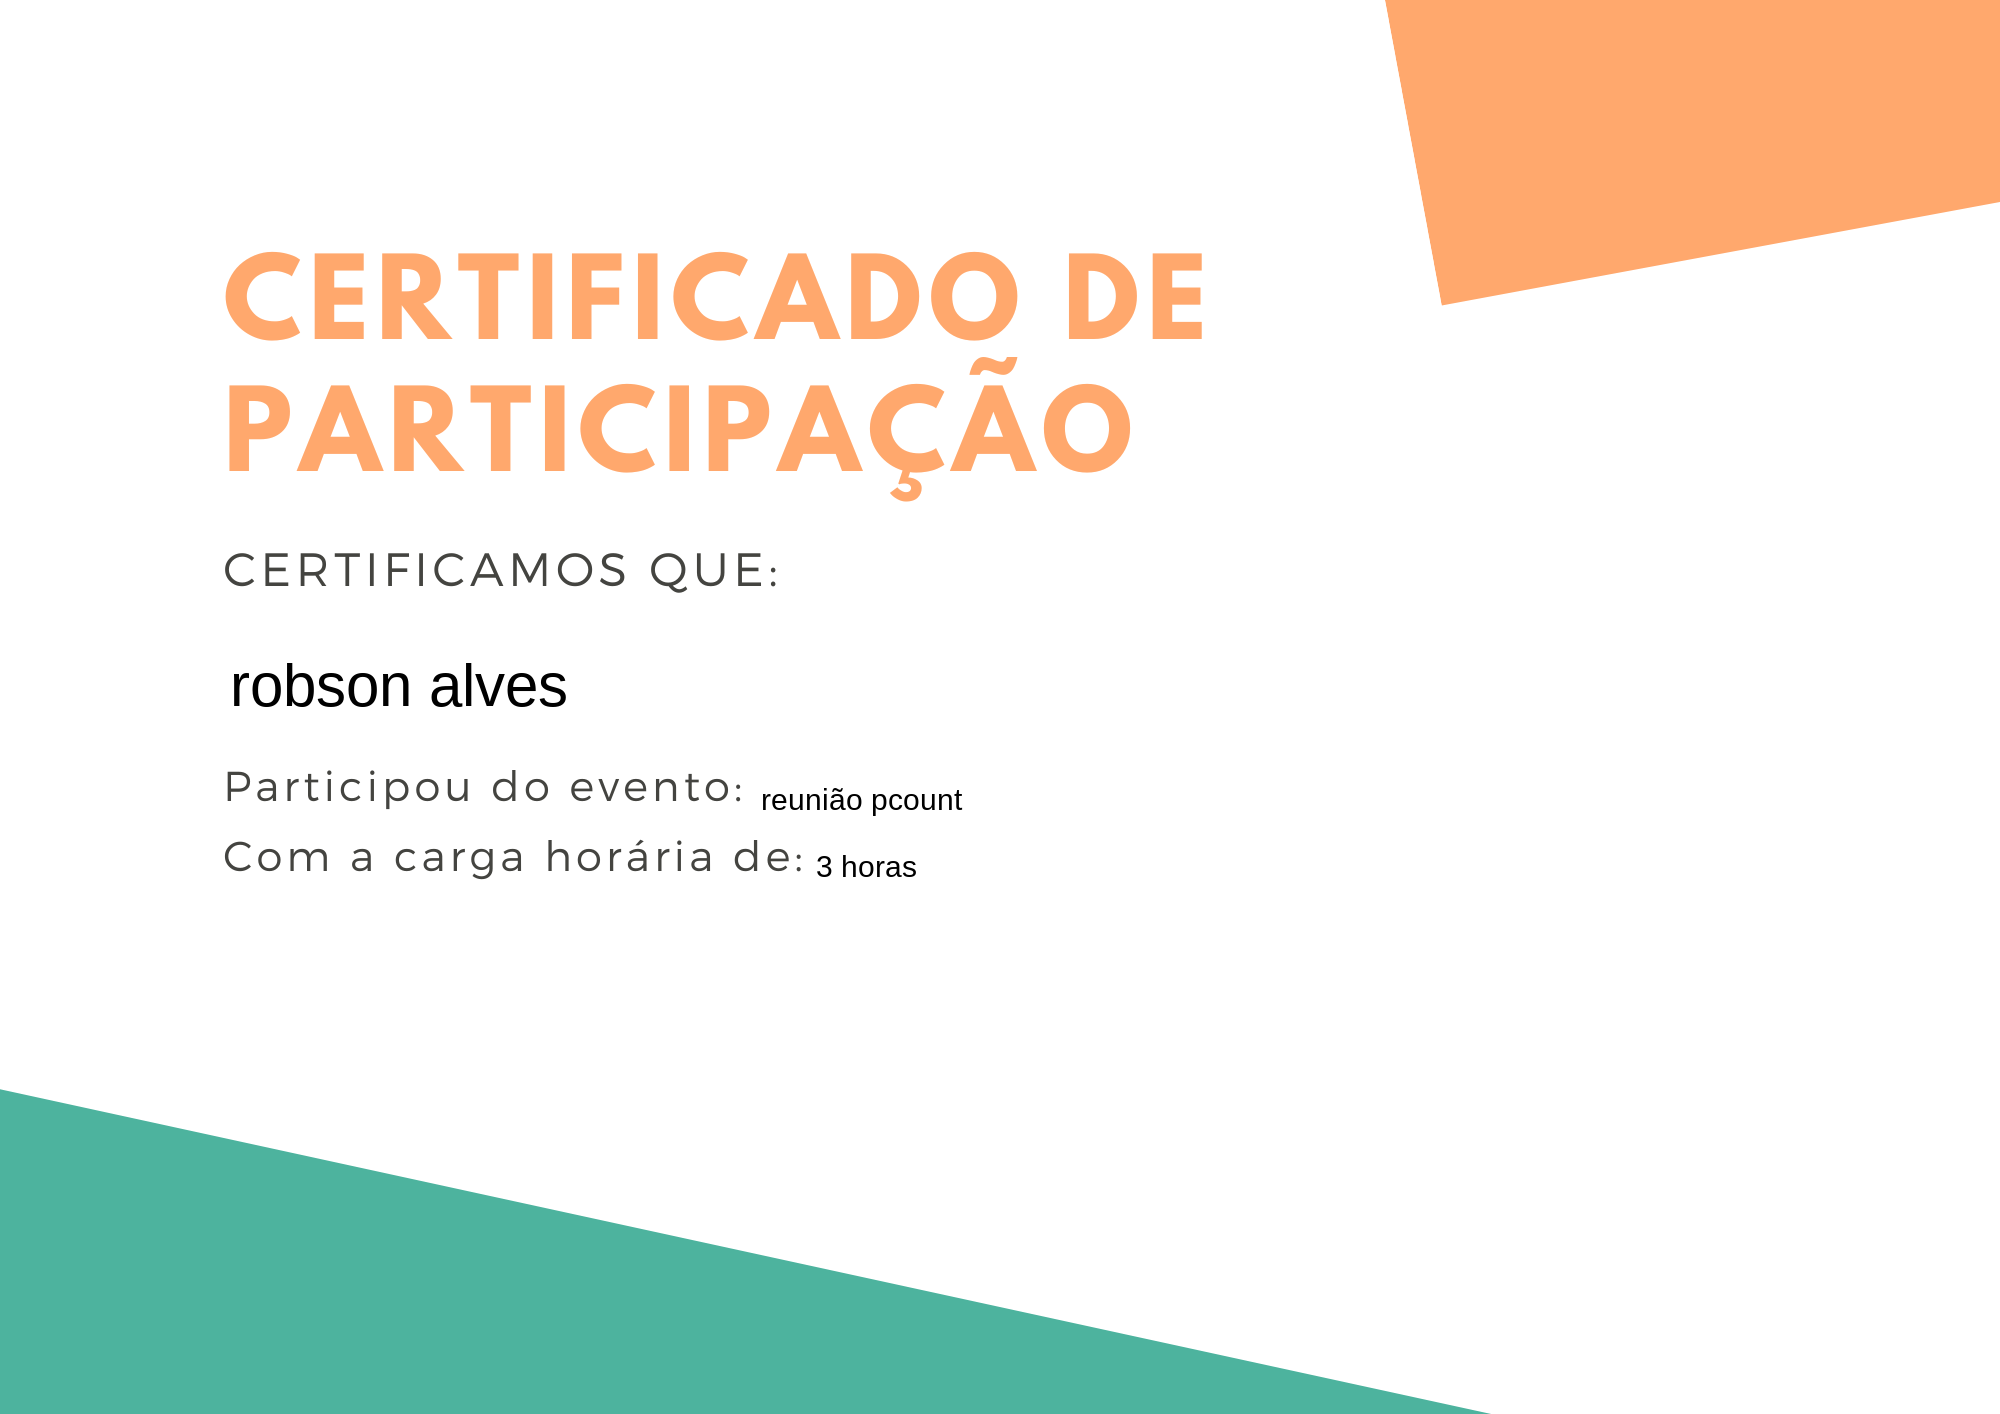 CERTIFICADO DE
PARTICIPAÇÃO
CERTIFICAMOS QUE:
robson alves
Participou do evento: reunião pcount
Com a carga horária de: 3 horas